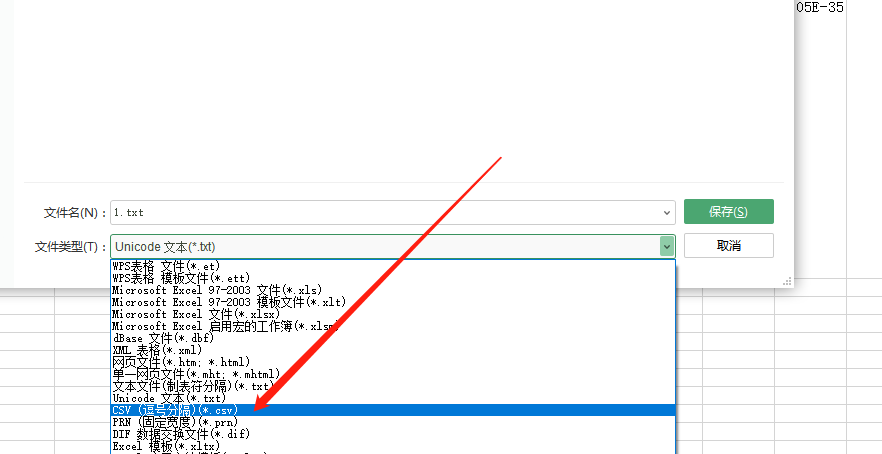 05E-35
文件名(N)： 1.txt 保存(S)
文件类型(T)： Unicode 文本(*.txt) 取消
WPS表格 文件(*.et)
WPS表格 模板文件(*.ett)
Microsoft Excel 97-2003 文件(*.xls)
Microsoft Excel 97-2003 模板文件(*.xlt)
Microsoft Excel 文件(*.xlsx)
Microsoft Excel 启用宏的工作簿(*.xlsm)
dBase 文件(*.dbf)
XML 表格(*.xml)
网页文件(*.htm; *.html)
单一网页文件(*.mht; *.mhtml)
文本文件(制表符分隔)(*.txt)
Unicode 文本(*.txt)
CSV (逗号分隔)(*.csv)
PRN (固定宽度)(*.prn)
DIF 数据交换文件(*.dif)
Excel 模板(*.xltx)